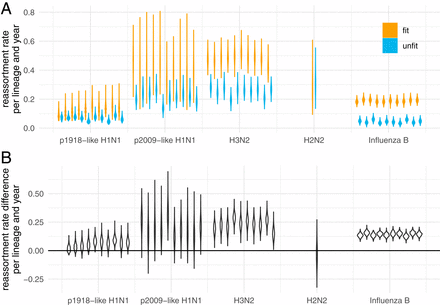 A
reassortment rate
per lineage and year
0.8
0.6
0.4
0.2
0.0
fit
unfit
p1918−like H1N1 p2009−like H1N1 H3N2 H2N2 Influenza B
B
reassortment rate difference
per lineage and year
0.50
0.25
0.00
−0.25
p1918−like H1N1 p2009−like H1N1 H3N2 H2N2 Influenza B